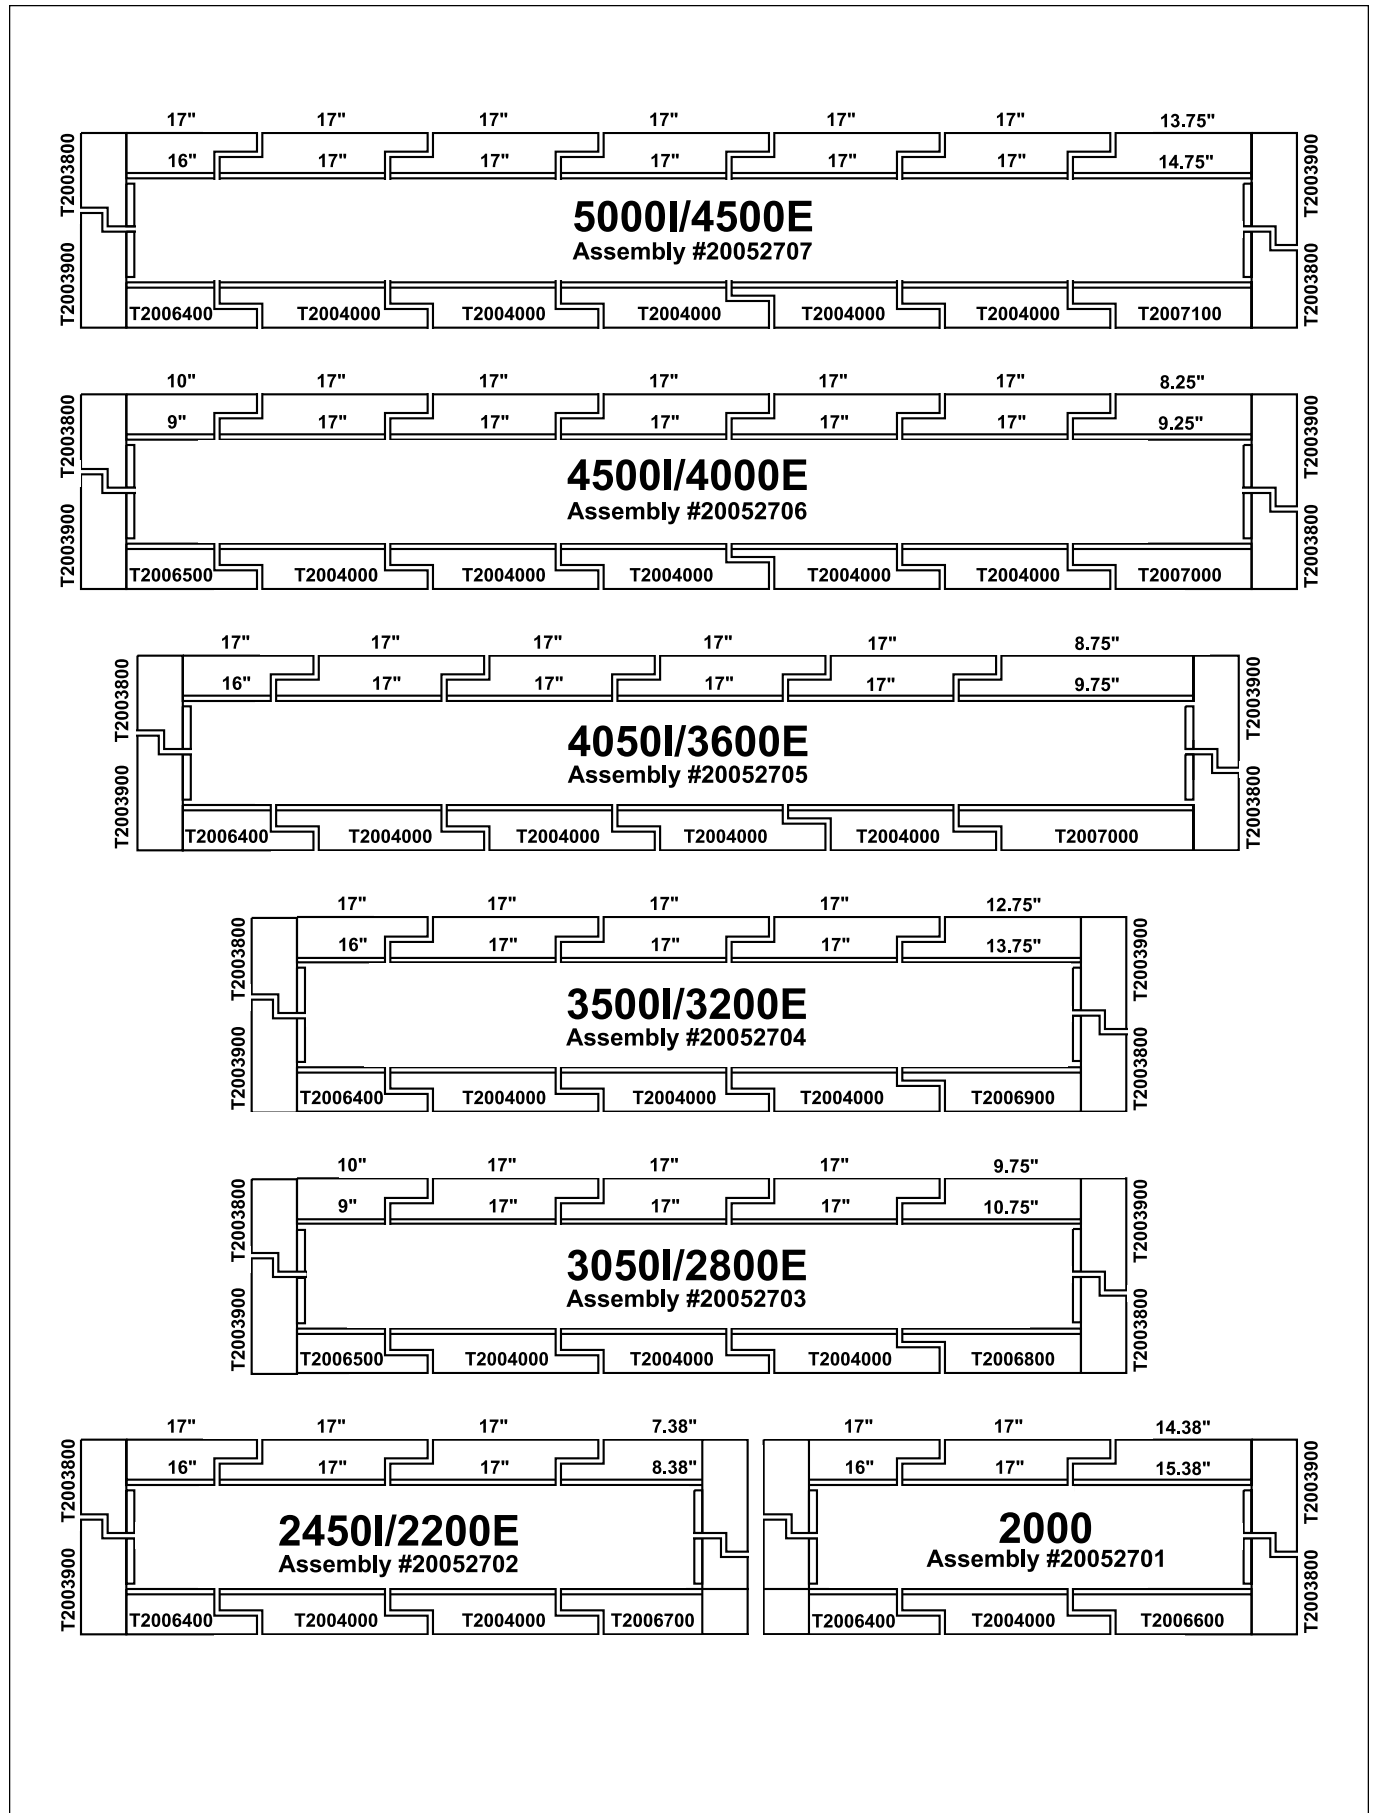 17" 17" 17" 17" 17" 17" 13.75"
16" 17" 17" 17" 17" 17" 14.75"
T2003800 T2003900
5000I/4500E
Assembly #20052707
T2003900 T2003800
T2006400 T2004000 T2004000 T2004000 T2004000 T2004000 T2007100
10" 17" 17" 17" 17" 17" 8.25"
9" 17" 17" 17" 17" 17" 9.25"
T2003800 T2003900
4500I/4000E
Assembly #20052706
T2003900 T2003800
T2006500 T2004000 T2004000 T2004000 T2004000 T2004000 T2007000
17" 17" 17" 17" 17" 8.75"
16" 17" 17" 17" 17" 9.75"
T2003800 T2003900
4050I/3600E
Assembly #20052705
T2003900 T2003800
T2006400 T2004000 T2004000 T2004000 T2004000 T2007000
17" 17" 17" 17" 12.75"
16" 17" 17" 17" 13.75"
T2003800 T2003900
3500I/3200E
Assembly #20052704
T2003900 T2003800
T2006400 T2004000 T2004000 T2004000 T2006900
10" 17" 17" 17" 9.75"
9" 17" 17" 17" 10.75"
T2003800 T2003900
3050I/2800E
Assembly #20052703
T2003900 T2003800
T2006500 T2004000 T2004000 T2004000 T2006800
17" 17" 17" 7.38"
16" 17" 17" 8.38"
T2003800
2450I/2200E
Assembly #20052702
T2003900
T2006400 T2004000 T2004000 T2006700
17" 17" 14.38"
16" 17" 15.38"
T2003900
2000
Assembly #20052701
T2003800
T2006400 T2004000 T2006600